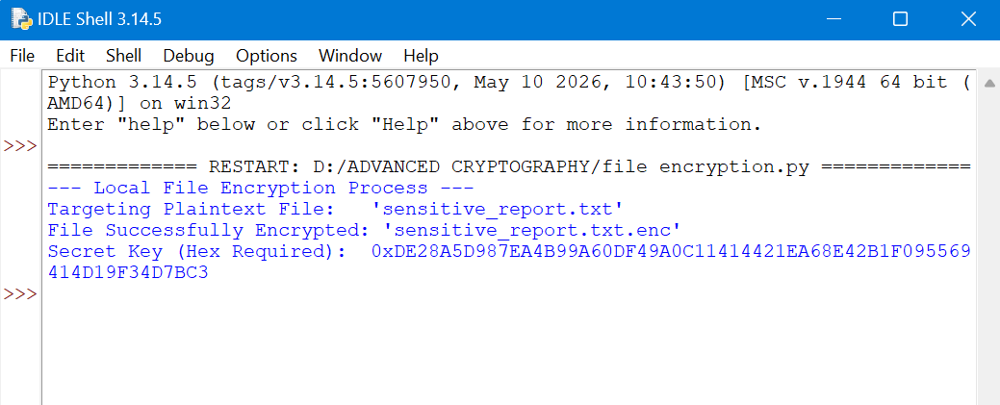 IDLE Shell 3.14.5
File Edit Shell Debug Options Window Help
Python 3.14.5 (tags/v3.14.5:5607950, May 10 2026, 10:43:50) [MSC v.1944 64 bit (
AMD64)] on win32
Enter "help" below or click "Help" above for more information.
>>>
============= RESTART: D:/ADVANCED CRYPTOGRAPHY/file encryption.py =============
--- Local File Encryption Process ---
Targeting Plaintext File:   'sensitive_report.txt'
File Successfully Encrypted: 'sensitive_report.txt.enc'
Secret Key (Hex Required):  0xDE28A5D987EA4B99A60DF49A0C11414421EA68E42B1F095569
414D19F34D7BC3
>>>